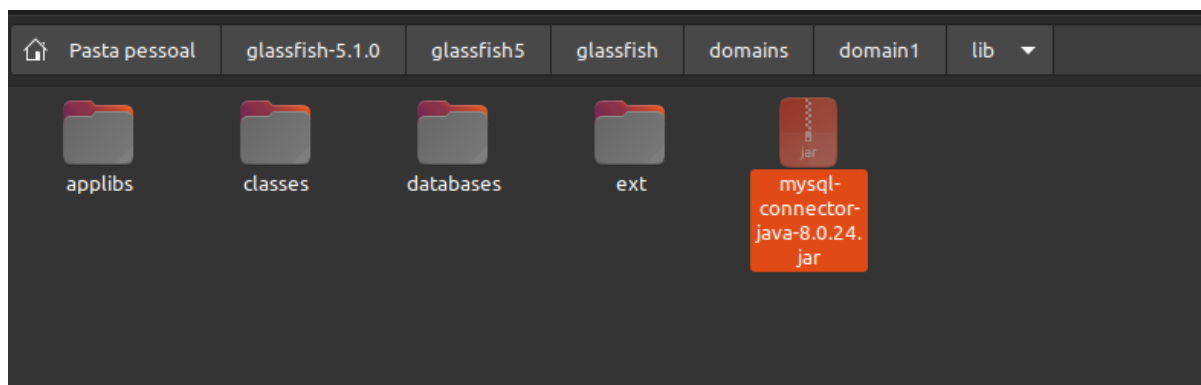 Pasta pessoal glassfish-5.1.0 glassfish5 glassfish domains domain1 lib
applibs classes databases ext mysql-
connector-
java-8.0.24.
jar
jar